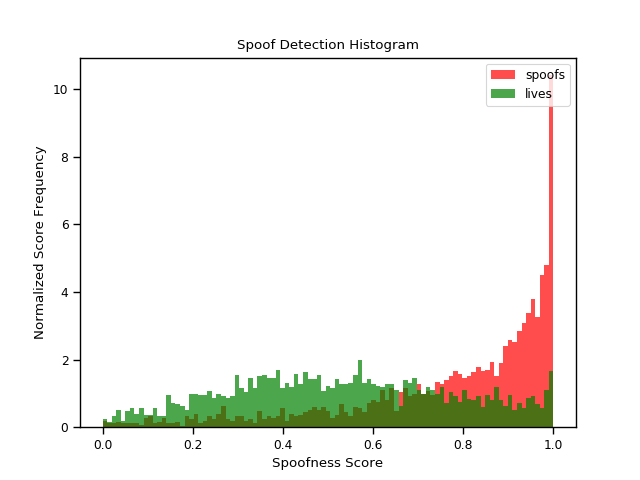 Spoof Detection Histogram
spoofs
lives
10
8
6
4
2
0
Normalized Score Frequency
0.0 0.2 0.4 0.6 0.8 1.0
Spoofness Score